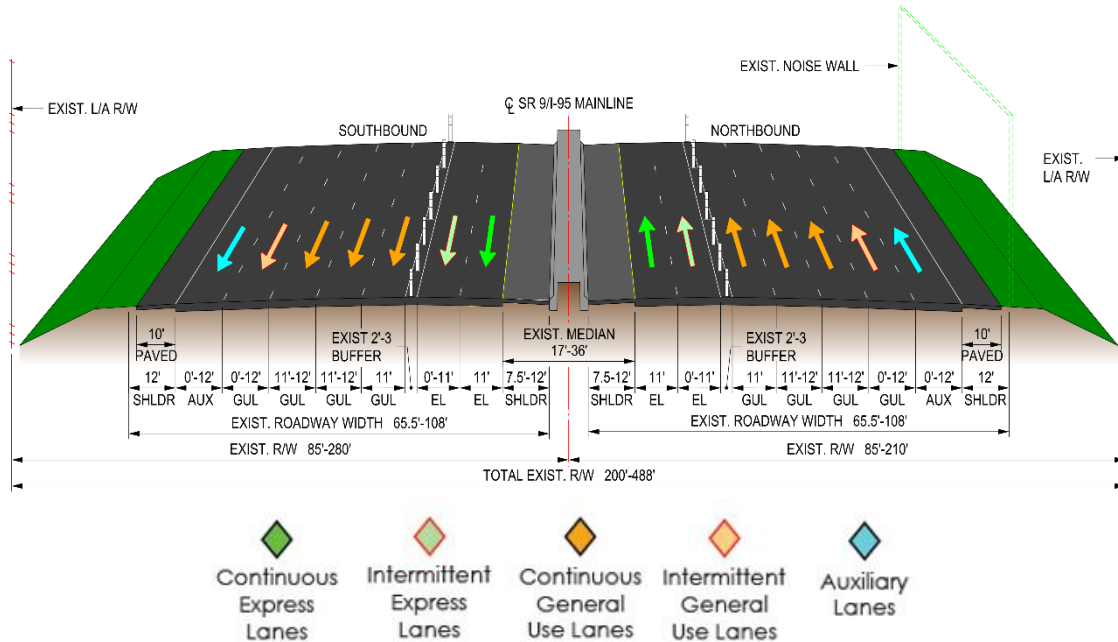 EXIST. NOISE WALL
EXIST. L/A R/W
℄ SR 9/I-95 MAINLINE
SOUTHBOUND
NORTHBOUND
EXIST.
L/A R/W
10'
PAVED
EXIST 2'-3
BUFFER
EXIST. MEDIAN
17'-36'
EXIST 2'-3
BUFFER
10'
PAVED
12' 0'-12' 0'-12' 11'-12' 11'-12' 11' 0'-11' 11' 7.5'-12' 7.5-12' 11' 0'-11' 11' 11'-12' 11'-12' 0'-12' 0'-12' 12'
SHLDR AUX GUL GUL GUL GUL EL EL SHLDR SHLDR EL EL GUL GUL GUL GUL AUX SHLDR
EXIST. ROADWAY WIDTH 65.5'-108'
EXIST. ROADWAY WIDTH 65.5'-108'
EXIST. R/W 85'-280'
EXIST. R/W 85'-210'
TOTAL EXIST. R/W 200'-488'
Continuous
Express
Lanes
Intermittent
Express
Lanes
Continuous
General
Use Lanes
Intermittent
General
Use Lanes
Auxiliary
Lanes